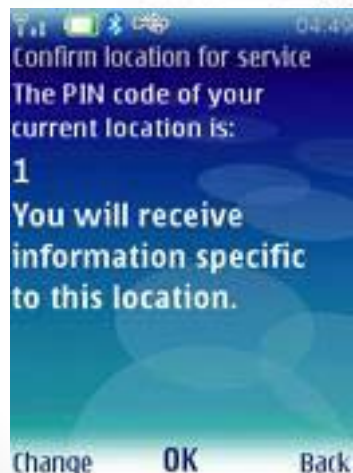 04:49
Confirm location for service
The PIN code of your
current location is:
1
You will receive
information specific
to this location.
Change OK Back